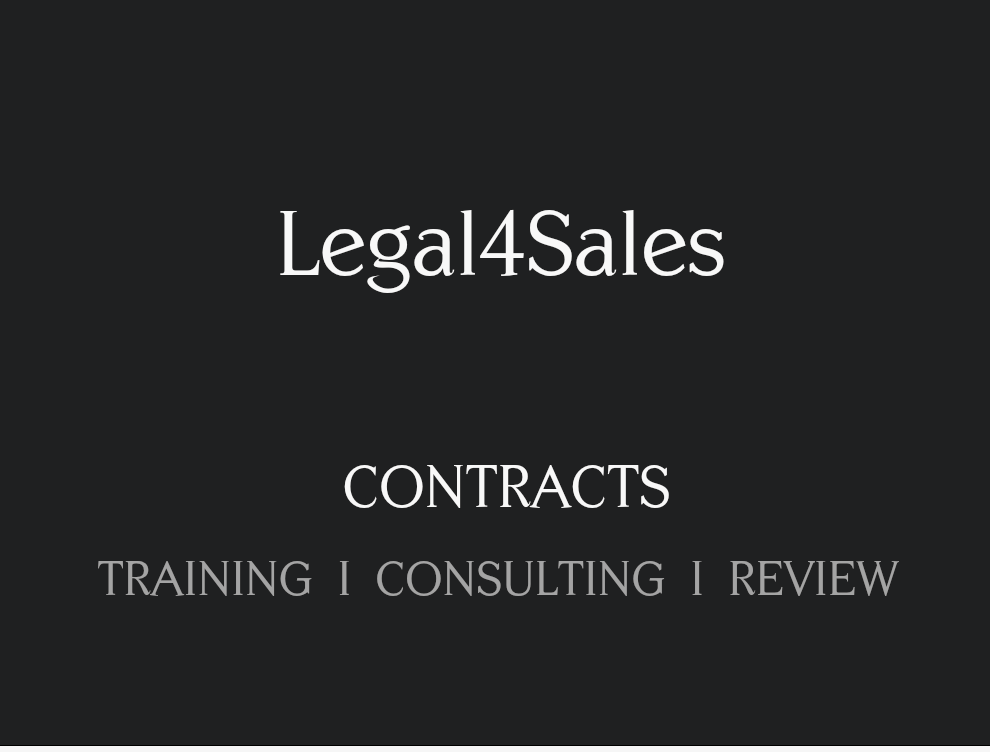 Legal4Sales
CONTRACTS
TRAINING I CONSULTING I REVIEW